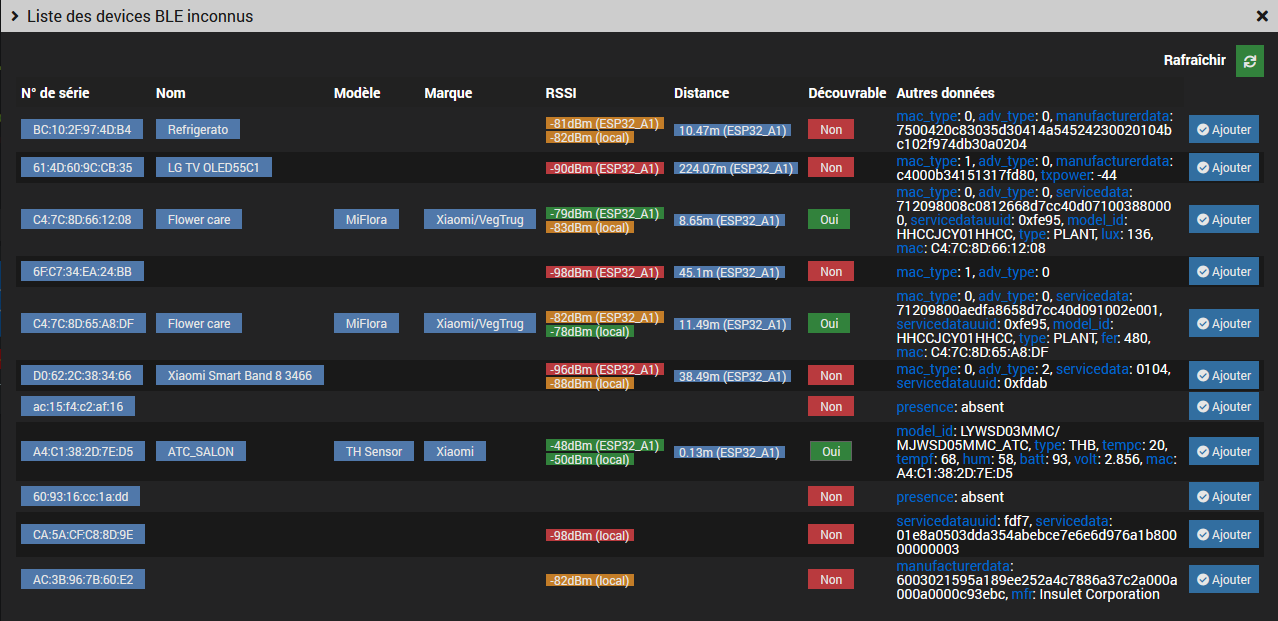 Liste des devices BLE inconnus
Rafraîchir
N° de série Nom Modèle Marque RSSI Distance Découvrable Autres données
BC:10:2F:97:4D:B4 Refrigerato -81dBm (ESP32_A1) 10.47m (ESP32_A1) Non mac_type: 0, adv_type: 0, manufacturerdata: Ajouter
-82dBm (local) 7500420c83035d30414a54524230020104b
c102f974db30a0204
61:4D:60:9C:CB:35 LG TV OLED55C1 -90dBm (ESP32_A1) 224.07m (ESP32_A1) Non mac_type: 1, adv_type: 0, manufacturerdata: Ajouter
c4000b34151317fd80, txpower: -44
C4:7C:8D:66:12:08 Flower care MiFlora Xiaomi/VegTrug -79dBm (ESP32_A1) 8.65m (ESP32_A1) Oui mac_type: 0, adv_type: 0, servicedata: Ajouter
-83dBm (local) 712098008c0812668d7cc40d07100388000
0, servicedatauuid: 0xfe95, model_id:
HHCCJCY01HHCC, type: PLANT, lux: 136,
mac: C4:7C:8D:66:12:08
6F:C7:34:EA:24:BB -98dBm (ESP32_A1) 45.1m (ESP32_A1) Non mac_type: 1, adv_type: 0 Ajouter
C4:7C:8D:65:A8:DF Flower care MiFlora Xiaomi/VegTrug -82dBm (ESP32_A1) 11.49m (ESP32_A1) Oui mac_type: 0, adv_type: 0, servicedata: Ajouter
-78dBm (local) 71209800aedfa8658d7cc40d091002e001,
servicedatauuid: 0xfe95, model_id:
HHCCJCY01HHCC, type: PLANT, fer: 480,
mac: C4:7C:8D:65:A8:DF
D0:62:2C:38:34:66 Xiaomi Smart Band 8 3466 -96dBm (ESP32_A1) 38.49m (ESP32_A1) Non mac_type: 0, adv_type: 2, servicedata: 0104, Ajouter
-88dBm (local) servicedatauuid: 0xfdab
ac:15:f4:c2:af:16 Non presence: absent Ajouter
A4:C1:38:2D:7E:D5 ATC_SALON TH Sensor Xiaomi -48dBm (ESP32_A1) 0.13m (ESP32_A1) Oui model_id: LYWSD03MMC/ Ajouter
-50dBm (local) MJWSD05MMC_ATC, type: THB, tempc: 20,
tempf: 68, hum: 58, batt: 93, volt: 2.856, mac:
A4:C1:38:2D:7E:D5
60:93:16:cc:1a:dd Non presence: absent Ajouter
CA:5A:CF:C8:8D:9E -98dBm (local) Non servicedatauuid: fdf7, servicedata: Ajouter
01e8a0503dda354abebce7e6e6d976a1b800
00000003
AC:3B:96:7B:60:E2 -82dBm (local) Non manufacturerdata: Ajouter
6003021595a189ee252a4c7886a37c2a000a
000a0000c93ebc, mfr: Insulet Corporation